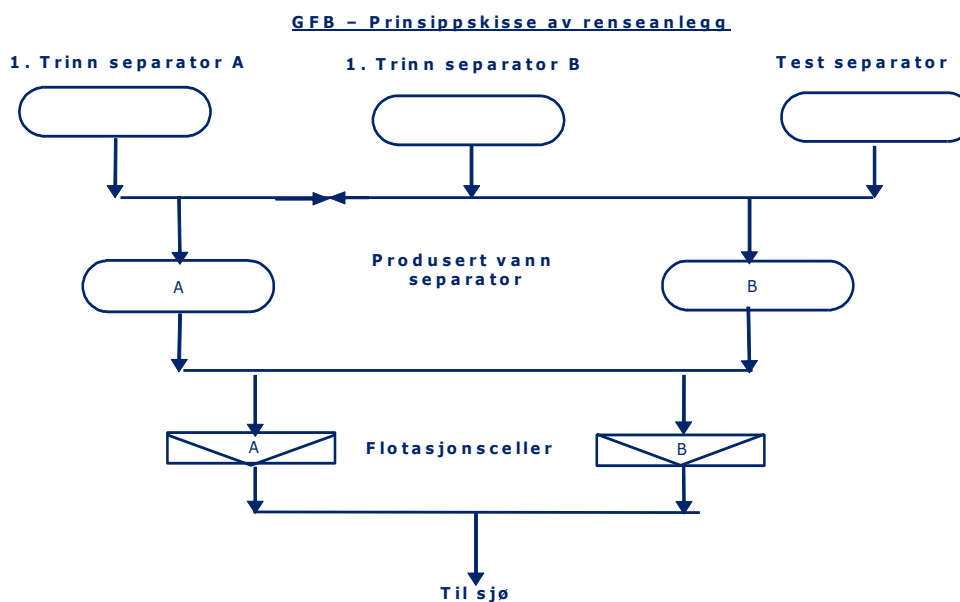 GFB – Prinsippskisse av renseanlegg
1. Trinn separator A
1. Trinn separator B
Test separator
Produsert vann
separator
A
B
A
Flotasjonsceller
B
Til sjø